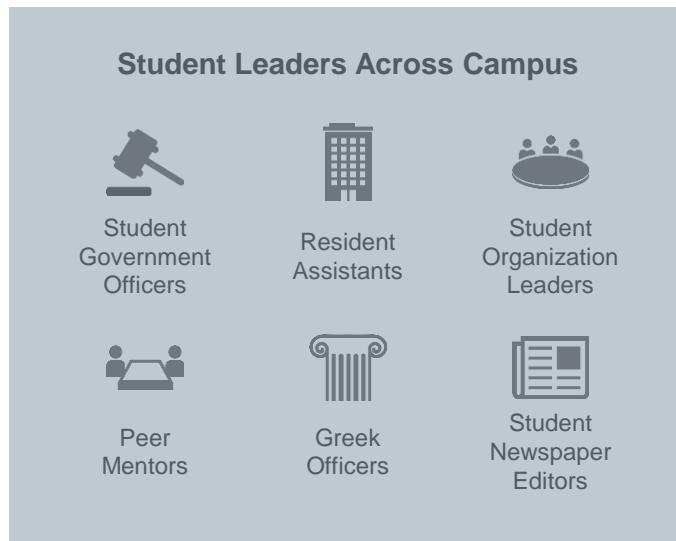 Student Leaders Across Campus
Student
Government
Officers
Resident
Assistants
Student
Organization
Leaders
Peer
Mentors
Greek
Officers
Student
Newspaper
Editors